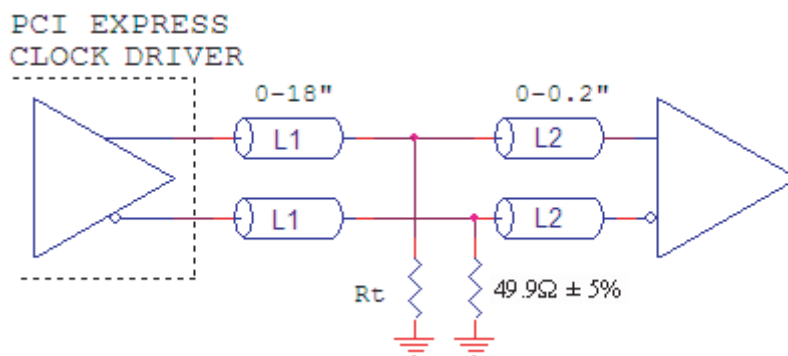 PCI EXPRESS
CLOCK DRIVER
0-18"
0-0.2"
L1
L2
L1
L2
Rt
49.9Ω ± 5%